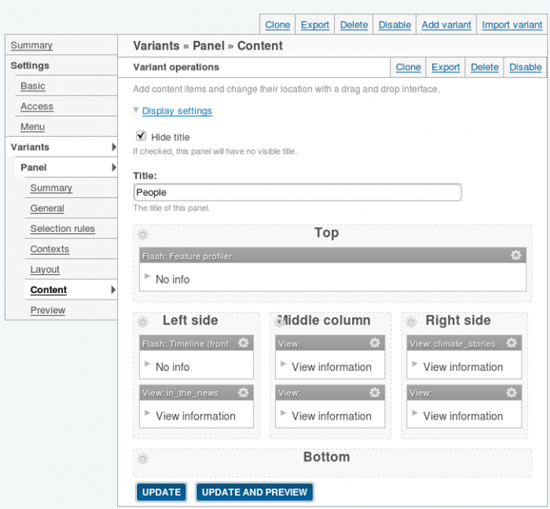 Clone Export Delete Disable Add variant Import variant
Summary
Settings
Basic
Access
Menu
Variants
Panel
Summary
General
Selection rules
Contexts
Layout
Content
Preview
Variants » Panel » Content
Variant operations Clone Export Delete Disable
Add content items and change their location with a drag and drop interface.
Display settings
Hide title
If checked, this panel will have no visible title.
Title:
People
The title of this panel.
Top
Flash: Feature profiler
No info
Left side
Flash: Timeline (front
No info
View: in_the_news
View information
Middle column
View:
View information
View:
View information
Right side
View: climate_stories
View information
View:
View information
Bottom
UPDATE UPDATE AND PREVIEW